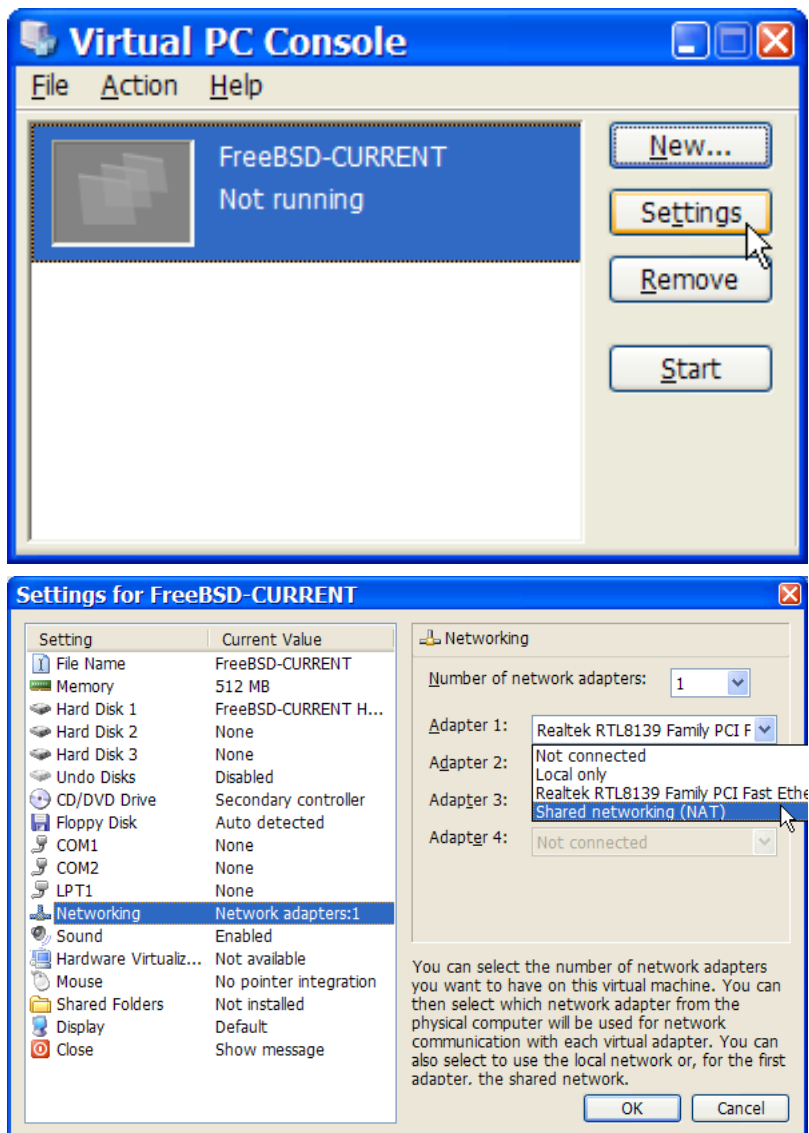 Virtual PC Console
File Action Help
FreeBSD-CURRENT
Not running
New...
Settings
Remove
Start
Settings for FreeBSD-CURRENT
Setting Current Value
File Name FreeBSD-CURRENT
Memory 512 MB
Hard Disk 1 FreeBSD-CURRENT H...
Hard Disk 2 None
Hard Disk 3 None
Undo Disks Disabled
CD/DVD Drive Secondary controller
Floppy Disk Auto detected
COM1 None
COM2 None
LPT1 None
Networking Network adapters:1
Sound Enabled
Hardware Virtualiz... Not available
Mouse No pointer integration
Shared Folders Not installed
Display Default
Close Show message
Networking
Number of network adapters: 1
Adapter 1: Realtek RTL8139 Family PCI F
Not connected
Adapter 2:
Local only
Realtek RTL8139 Family PCI Fast Ethe
Adapter 3:
Shared networking (NAT)
Adapter 4: Not connected
You can select the number of network adapters
you want to have on this virtual machine. You can
then select which network adapter from the
physical computer will be used for network
communication with each virtual adapter. You can
also select to use the local network or, for the first
adapter, the shared network.
OK Cancel